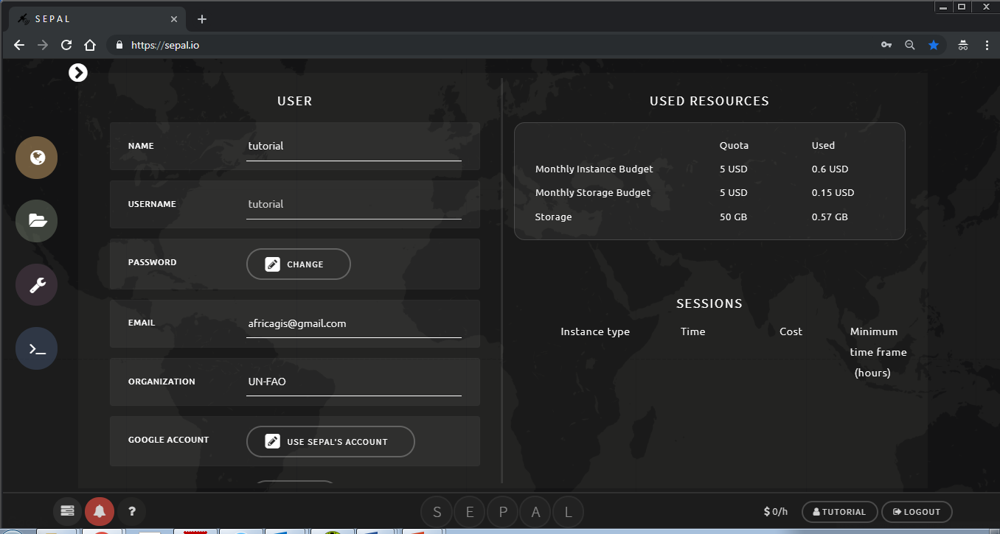 SEPAL
https://sepal.io
USER
NAME
tutorial
USERNAME
tutorial
PASSWORD
CHANGE
EMAIL
africagis@gmail.com
ORGANIZATION
UN-FAO
GOOGLE ACCOUNT
USE SEPAL'S ACCOUNT
USED RESOURCES
Quota Used
Monthly Instance Budget 5 USD 0.6 USD
Monthly Storage Budget 5 USD 0.15 USD
Storage 50 GB 0.57 GB
SESSIONS
Instance type Time Cost Minimum
time frame
(hours)
?
S E P A L
$ 0/h
TUTORIAL
LOGOUT